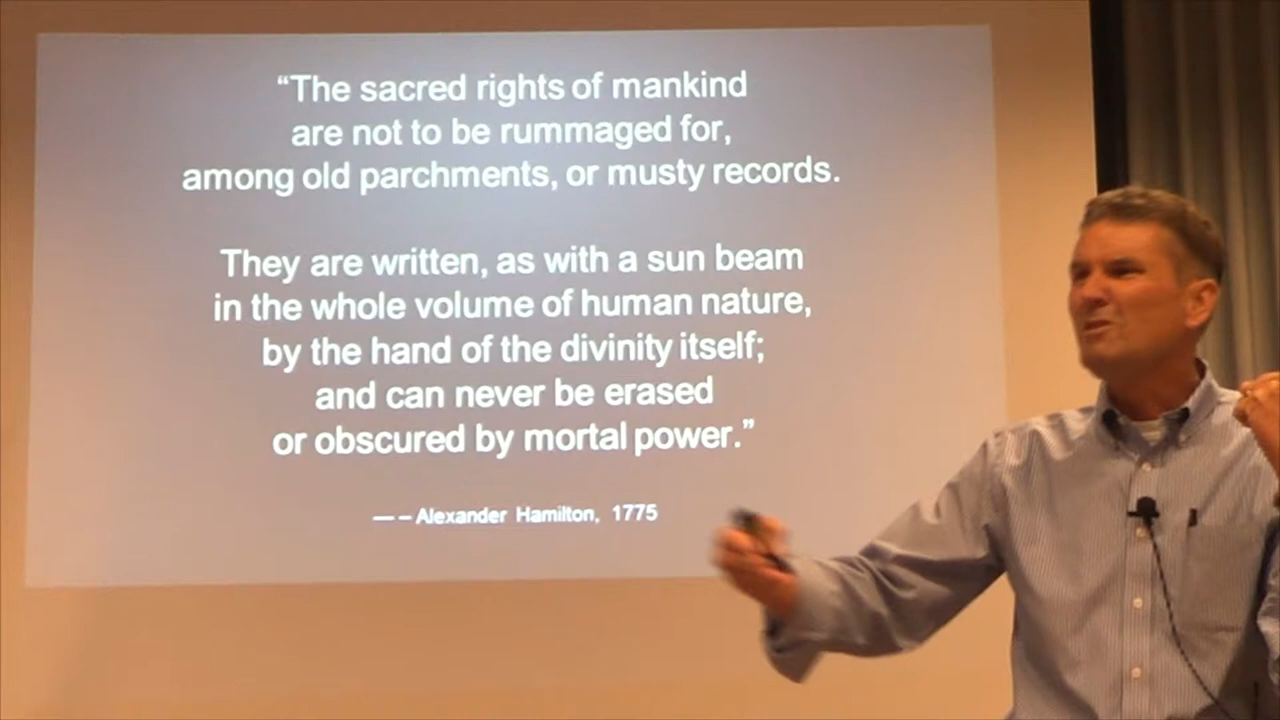 “The sacred rights of mankind
are not to be rummaged for,
among old parchments, or musty records.
They are written, as with a sun beam
in the whole volume of human nature,
by the hand of the divinity itself;
and can never be erased
or obscured by mortal power.”
— – Alexander Hamilton, 1775